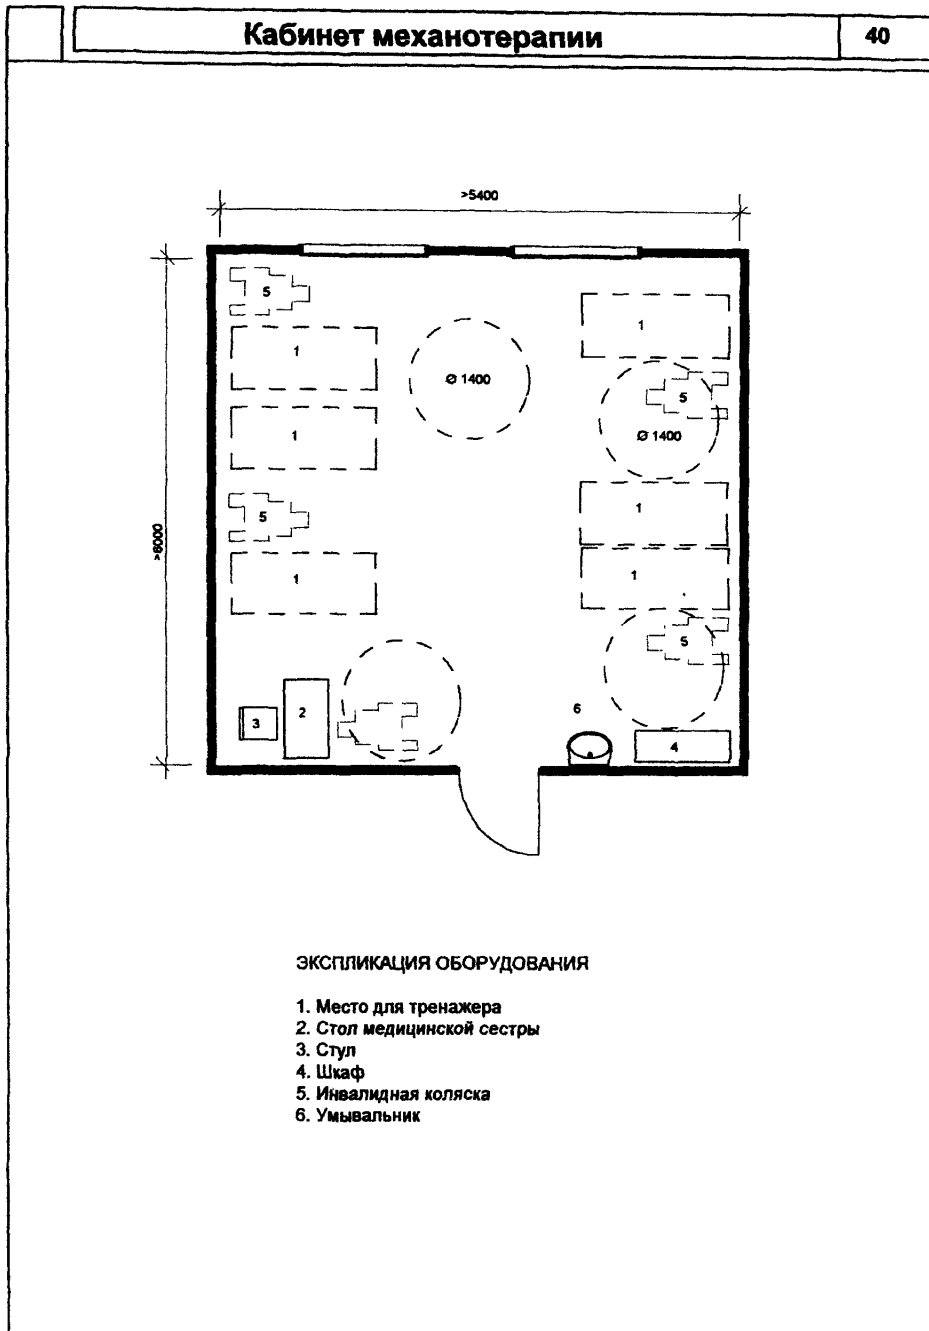 Кабинет механотерапии
40
>5400
5
1
1
Ø 1400
5
1
Ø 1400
1
1
5
>6000
1
1
5
2
6
3
4
ЭКСПЛИКАЦИЯ ОБОРУДОВАНИЯ
1. Место для тренажера
2. Стол медицинской сестры
3. Стул
4. Шкаф
5. Инвалидная коляска
6. Умывальник